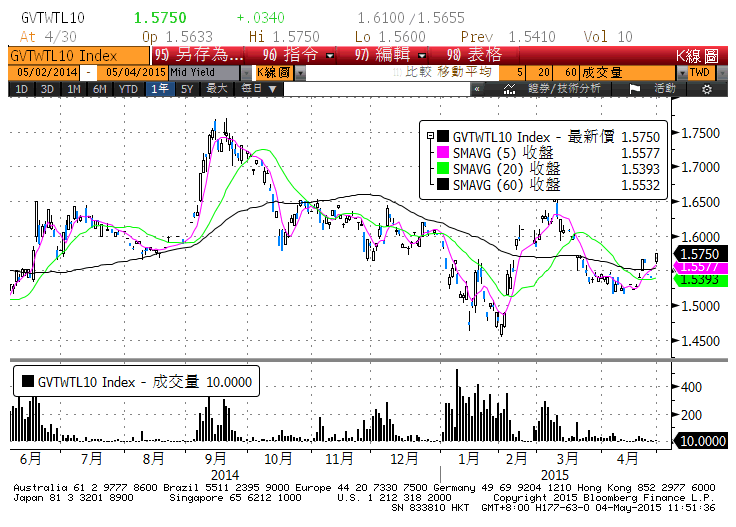 GVTWTL10 1.5750 +.0340 1.6100 / 1.5655
At 4/30 Op 1.5633 Hi 1.5750 Lo 1.5600 Prev 1.5410 Vol 10
GVTWTL10 Index 95) 另存為... 96) 指令 97) 編輯 98) 表格 K線圖
05/02/2014 - 05/04/2015 Mid Yield K線圖 比較 移動平均 5 20 60 成交量 TWD
1D 3D 1M 6M YTD 1年 5Y 最大 每日 « 證券/技術分析 活動
GVTWTL10 Index - 最新價 1.5750
SMAVG (5) 收盤 1.5577
SMAVG (20) 收盤 1.5393
SMAVG (60) 收盤 1.5532
1.7500
1.7000
1.6500
1.6000
1.5750
1.5577
1.5393
1.5000
1.4500
GVTWTL10 Index - 成交量 10.0000
400
200
10.0000
6月 7月 8月 9月 10月 11月 12月 1月 2月 3月 4月
2014 2015
Australia 61 2 9777 8600 Brazil 5511 2395 9000 Europe 44 20 7330 7500 Germany 49 69 9204 1210 Hong Kong 852 2977 6000
Japan 81 3 3201 8900 Singapore 65 6212 1000 U.S. 1 212 318 2000 Copyright 2015 Bloomberg Finance L.P.
SN 833810 HKT GMT+8:00 H177-63-0 04-May-2015 11:51:36